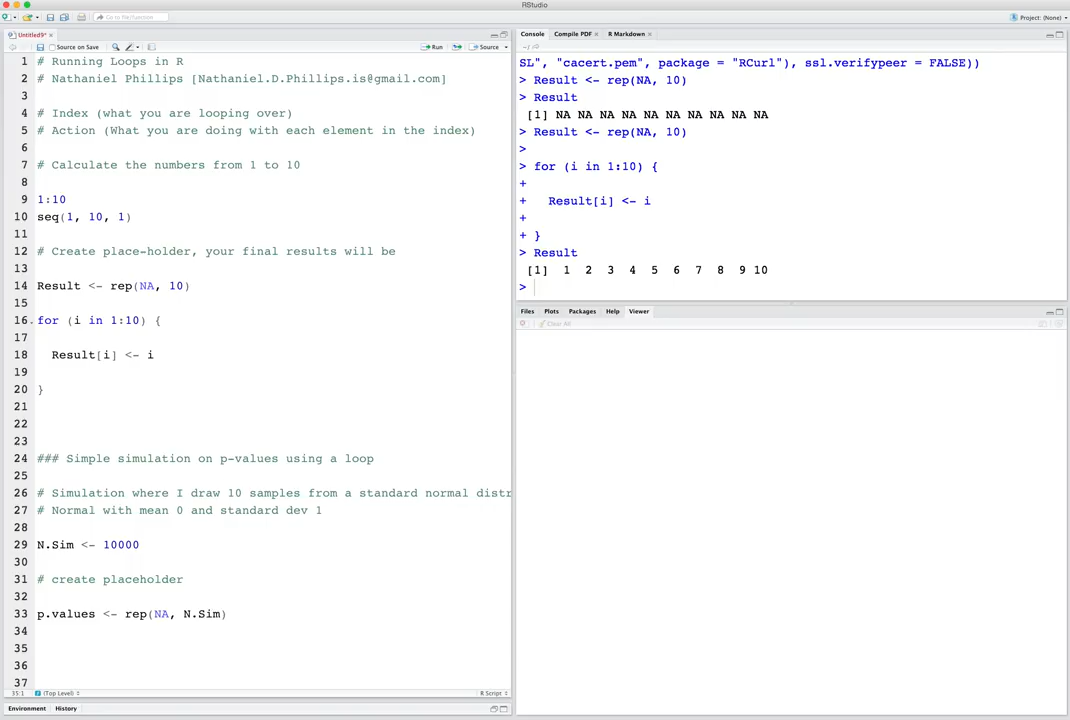 RStudio
Go to file/function
Project: (None)
Untitled9*
Source on Save
Run
Source
1 # Running Loops in R
2 # Nathaniel Phillips [Nathaniel.D.Phillips.is@gmail.com]
3
4 # Index (what you are looping over)
5 # Action (What you are doing with each element in the index)
6
7 # Calculate the numbers from 1 to 10
8
9 1:10
10 seq(1, 10, 1)
11
12 # Create place-holder, your final results will be
13
14 Result <- rep(NA, 10)
15
16 for (i in 1:10) {
17
18 Result[i] <- i
19
20 }
21
22
23
24 ### Simple simulation on p-values using a loop
25
26 # Simulation where I draw 10 samples from a standard normal distr
27 # Normal with mean 0 and standard dev 1
28
29 N.Sim <- 10000
30
31 # create placeholder
32
33 p.values <- rep(NA, N.Sim)
34
35
36
37
35:1 (Top Level) R Script
Environment History
Console Compile PDF R Markdown
~/
SL", "cacert.pem", package = "RCurl"), ssl.verifypeer = FALSE))
> Result <- rep(NA, 10)
> Result
[1] NA NA NA NA NA NA NA NA NA NA
> Result <- rep(NA, 10)
>
> for (i in 1:10) {
+
+ Result[i] <- i
+
+ }
> Result
[1] 1 2 3 4 5 6 7 8 9 10
>
Files Plots Packages Help Viewer
Clear All